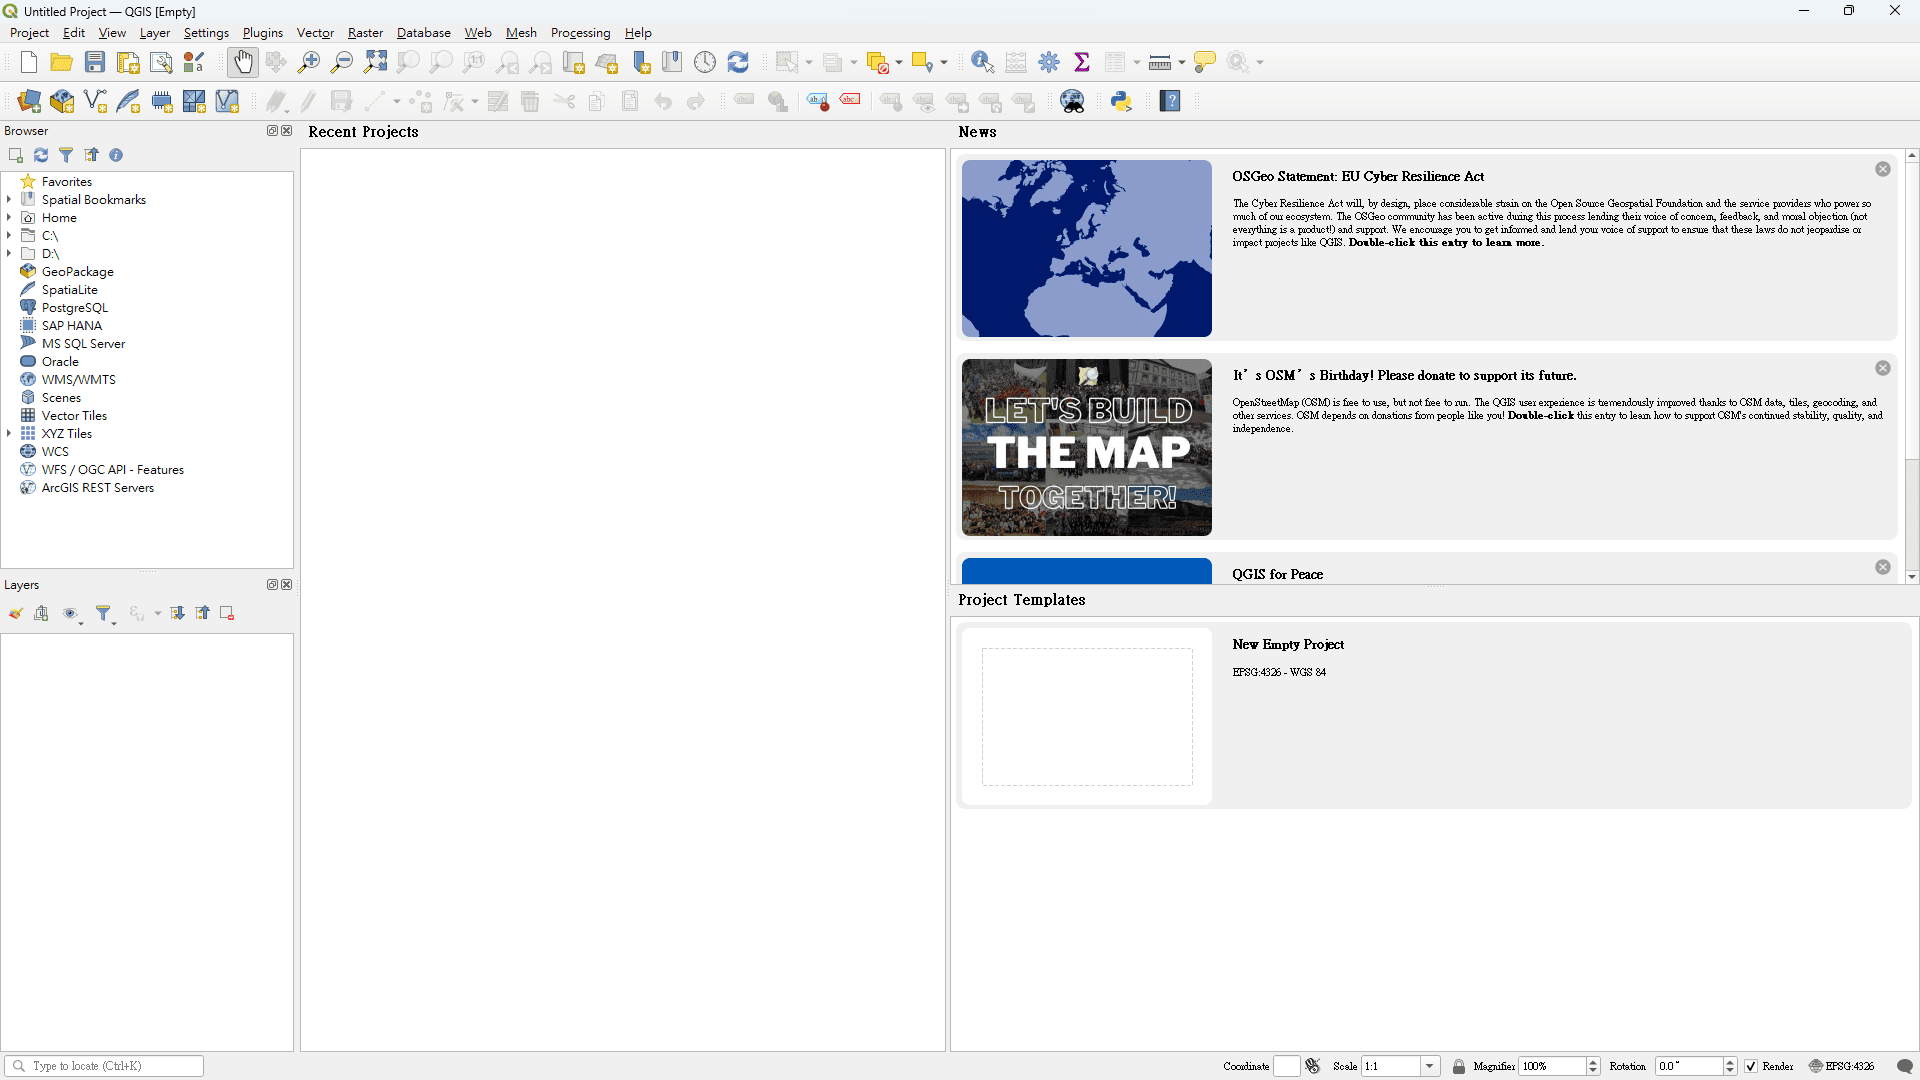 Untitled Project — QGIS [Empty]
Project Edit View Layer Settings Plugins Vector Raster Database Web Mesh Processing Help
Browser
Favorites
Spatial Bookmarks
Home
C:\
D:\
GeoPackage
SpatiaLite
PostgreSQL
SAP HANA
MS SQL Server
Oracle
WMS/WMTS
Scenes
Vector Tiles
XYZ Tiles
WCS
WFS / OGC API - Features
ArcGIS REST Servers
Layers
Recent Projects
News
OSGeo Statement: EU Cyber Resilience Act
The Cyber Resilience Act will, by design, place considerable strain on the Open Source Geospatial Foundation and the service providers who power so
much of our ecosystem. The OSGeo community has been active during this process lending their voice of concern, feedback, and moral objection (not
everything is a product!) and support. We encourage you to get informed and lend your voice of support to ensure that these laws do not jeopardise or
impact projects like QGIS. Double-click this entry to learn more.
LET'S BUILD
THE MAP
TOGETHER!
It’s OSM’s Birthday! Please donate to support its future.
OpenStreetMap (OSM) is free to use, but not free to run. The QGIS user experience is tremendously improved thanks to OSM data, tiles, geocoding, and
other services. OSM depends on donations from people like you! Double-click this entry to learn how to support OSM's continued stability, quality, and
independence.
QGIS for Peace
Project Templates
New Empty Project
EPSG:4326 - WGS 84
Type to locate (Ctrl+K)
Coordinate Scale 1:1 Magnifier 100% Rotation 0.0 ° Render EPSG:4326